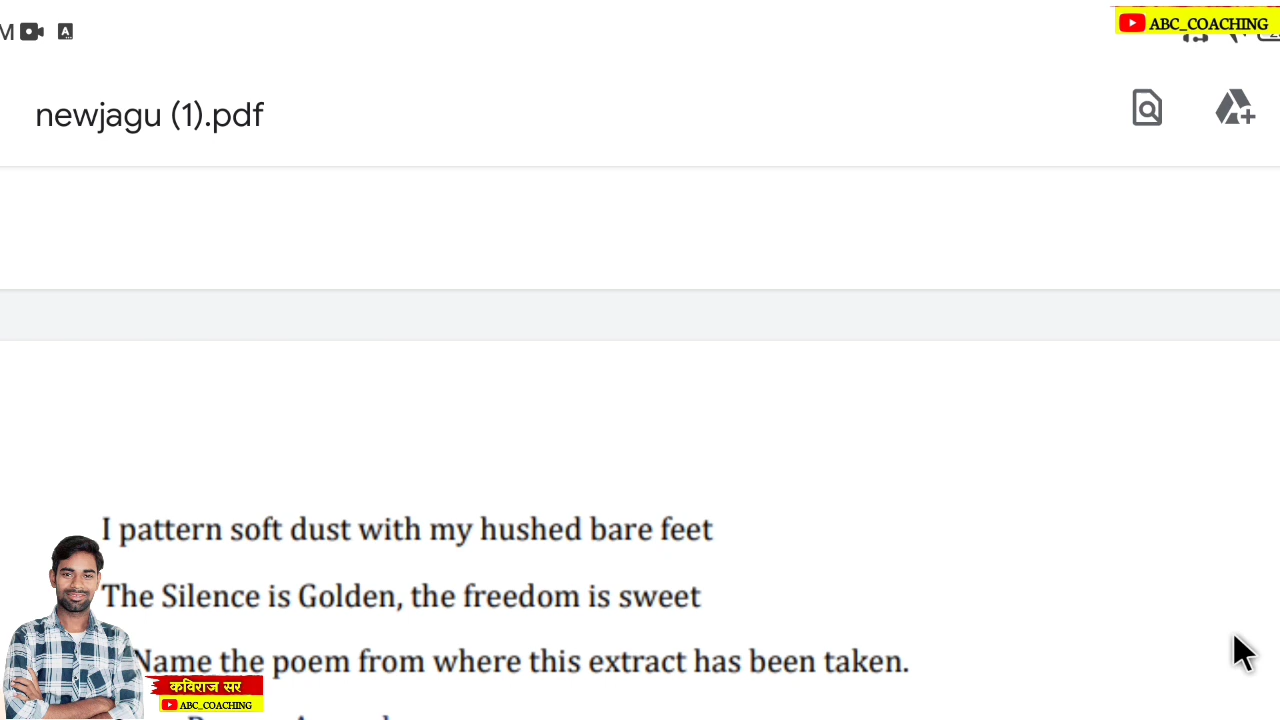 M
ABC_COACHING
newjagu (1).pdf
I pattern soft dust with my hushed bare feet
The Silence is Golden, the freedom is sweet
Name the poem from where this extract has been taken.
कविराज सर
ABC_COACHING